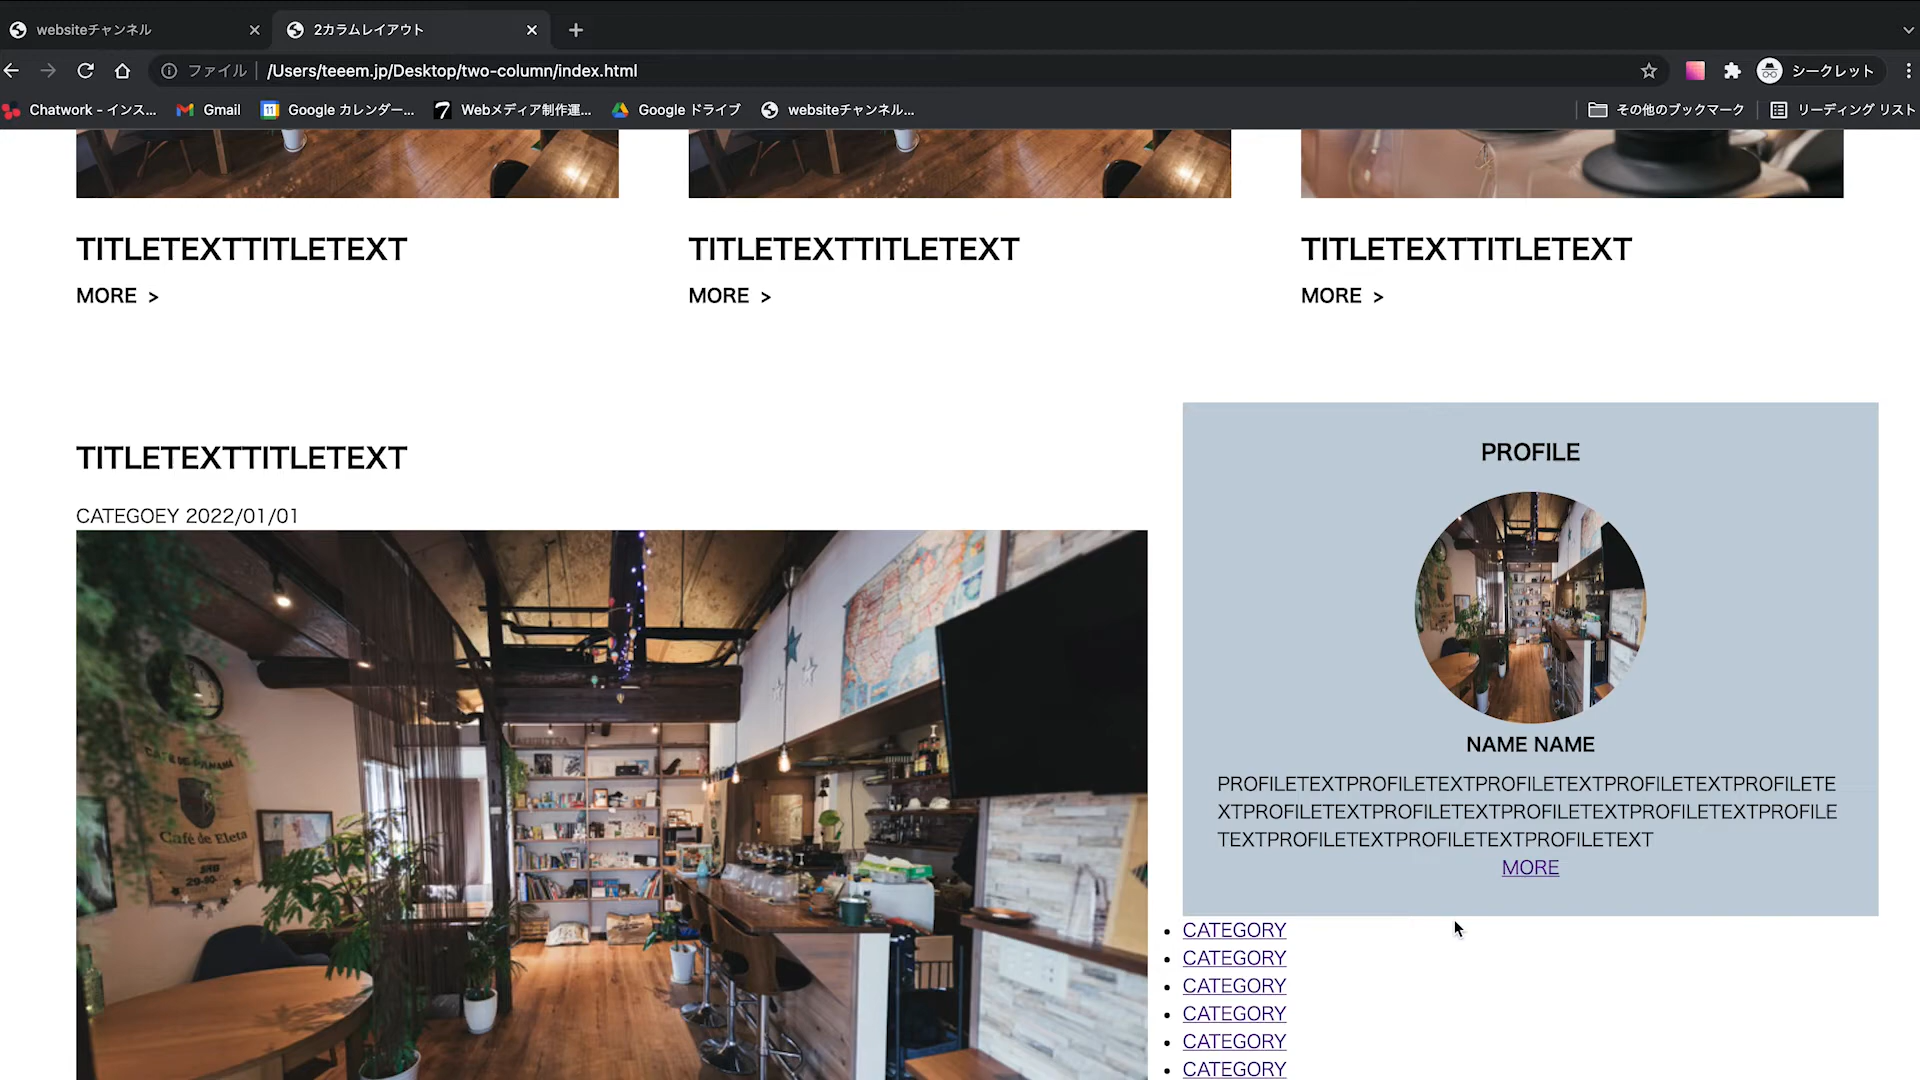 websiteチャンネル
2カラムレイアウト
ファイル
/Users/teeem.jp/Desktop/two-column/index.html
シークレット
Chatwork - インス...
Gmail
Google カレンダー...
Webメディア制作運...
Google ドライブ
websiteチャンネル...
その他のブックマーク
リーディング リスト
TITLETEXTTITLETEXT
TITLETEXTTITLETEXT
TITLETEXTTITLETEXT
MORE >
MORE >
MORE >
TITLETEXTTITLETEXT
CATEGOEY 2022/01/01
Café de Eleta
PROFILE
NAME NAME
PROFILETEXTPROFILETEXTPROFILETEXTPROFILETEXTPROFILETE
XTPROFILETEXTPROFILETEXTPROFILETEXTPROFILETEXTPROFILE
TEXTPROFILETEXTPROFILETEXTPROFILETEXT
MORE
CATEGORY
CATEGORY
CATEGORY
CATEGORY
CATEGORY
CATEGORY